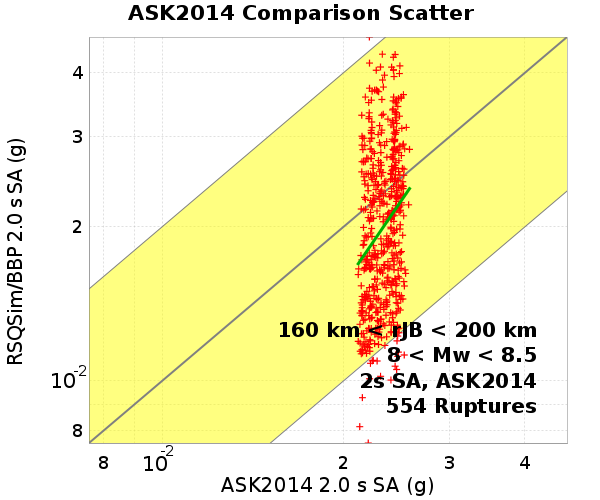 ASK2014 Comparison Scatter
RSQSim/BBP 2.0 s SA (g)
4
3
2
10-2
8
160 km < rJB < 200 km
8 < Mw < 8.5
2s SA, ASK2014
554 Ruptures
8 10-2 2 3 4
ASK2014 2.0 s SA (g)